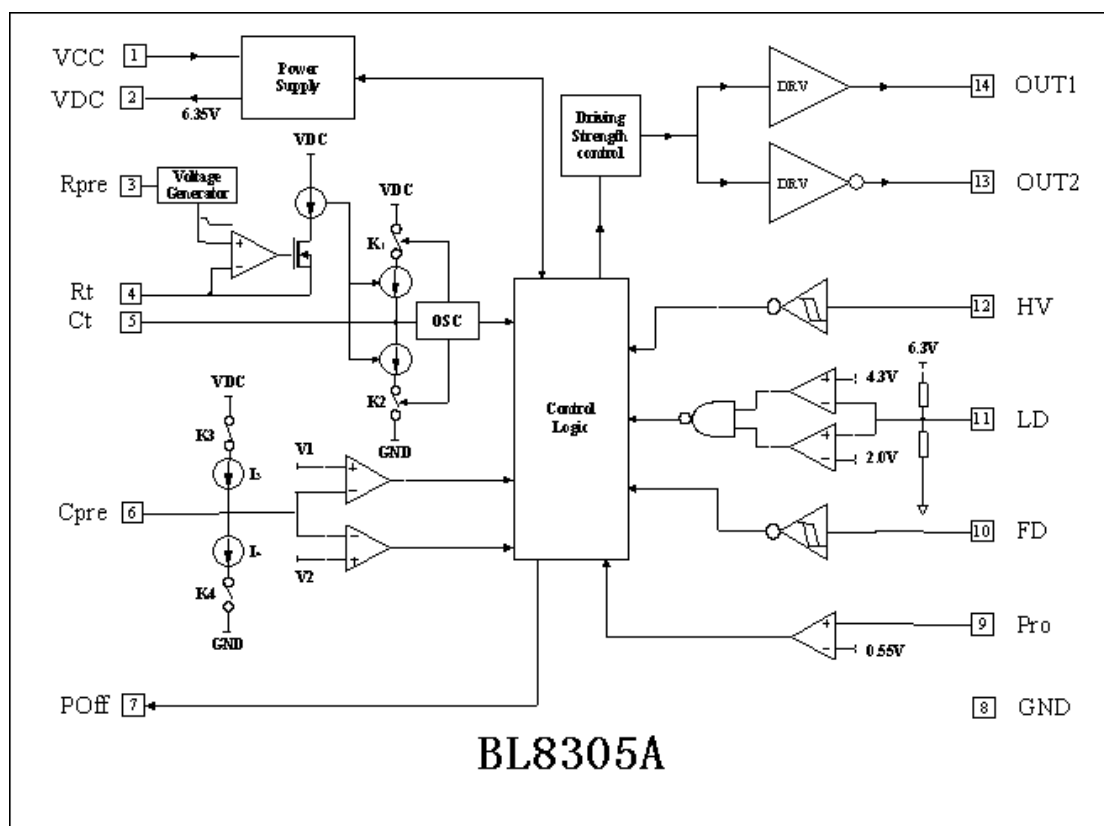 VCC 1
Power Supply
VDC 2
6.35V
VDC
Rpre 3
Voltage Generator
VDC
K1
Rt 4
Ct 5
OSC
VDC
K2
K3
GND
V1
I3
Cpre 6
V2
K4
GND
POff 7
Control Logic
Driving Strength control
DRV
14 OUT1
DRV
13 OUT2
12 HV
6.3V
4.3V
11 LD
2.0V
10 FD
9 Pro
0.55V
8 GND
+
−
+
−
−
+
+
−
+
−
+
−
BL8305A